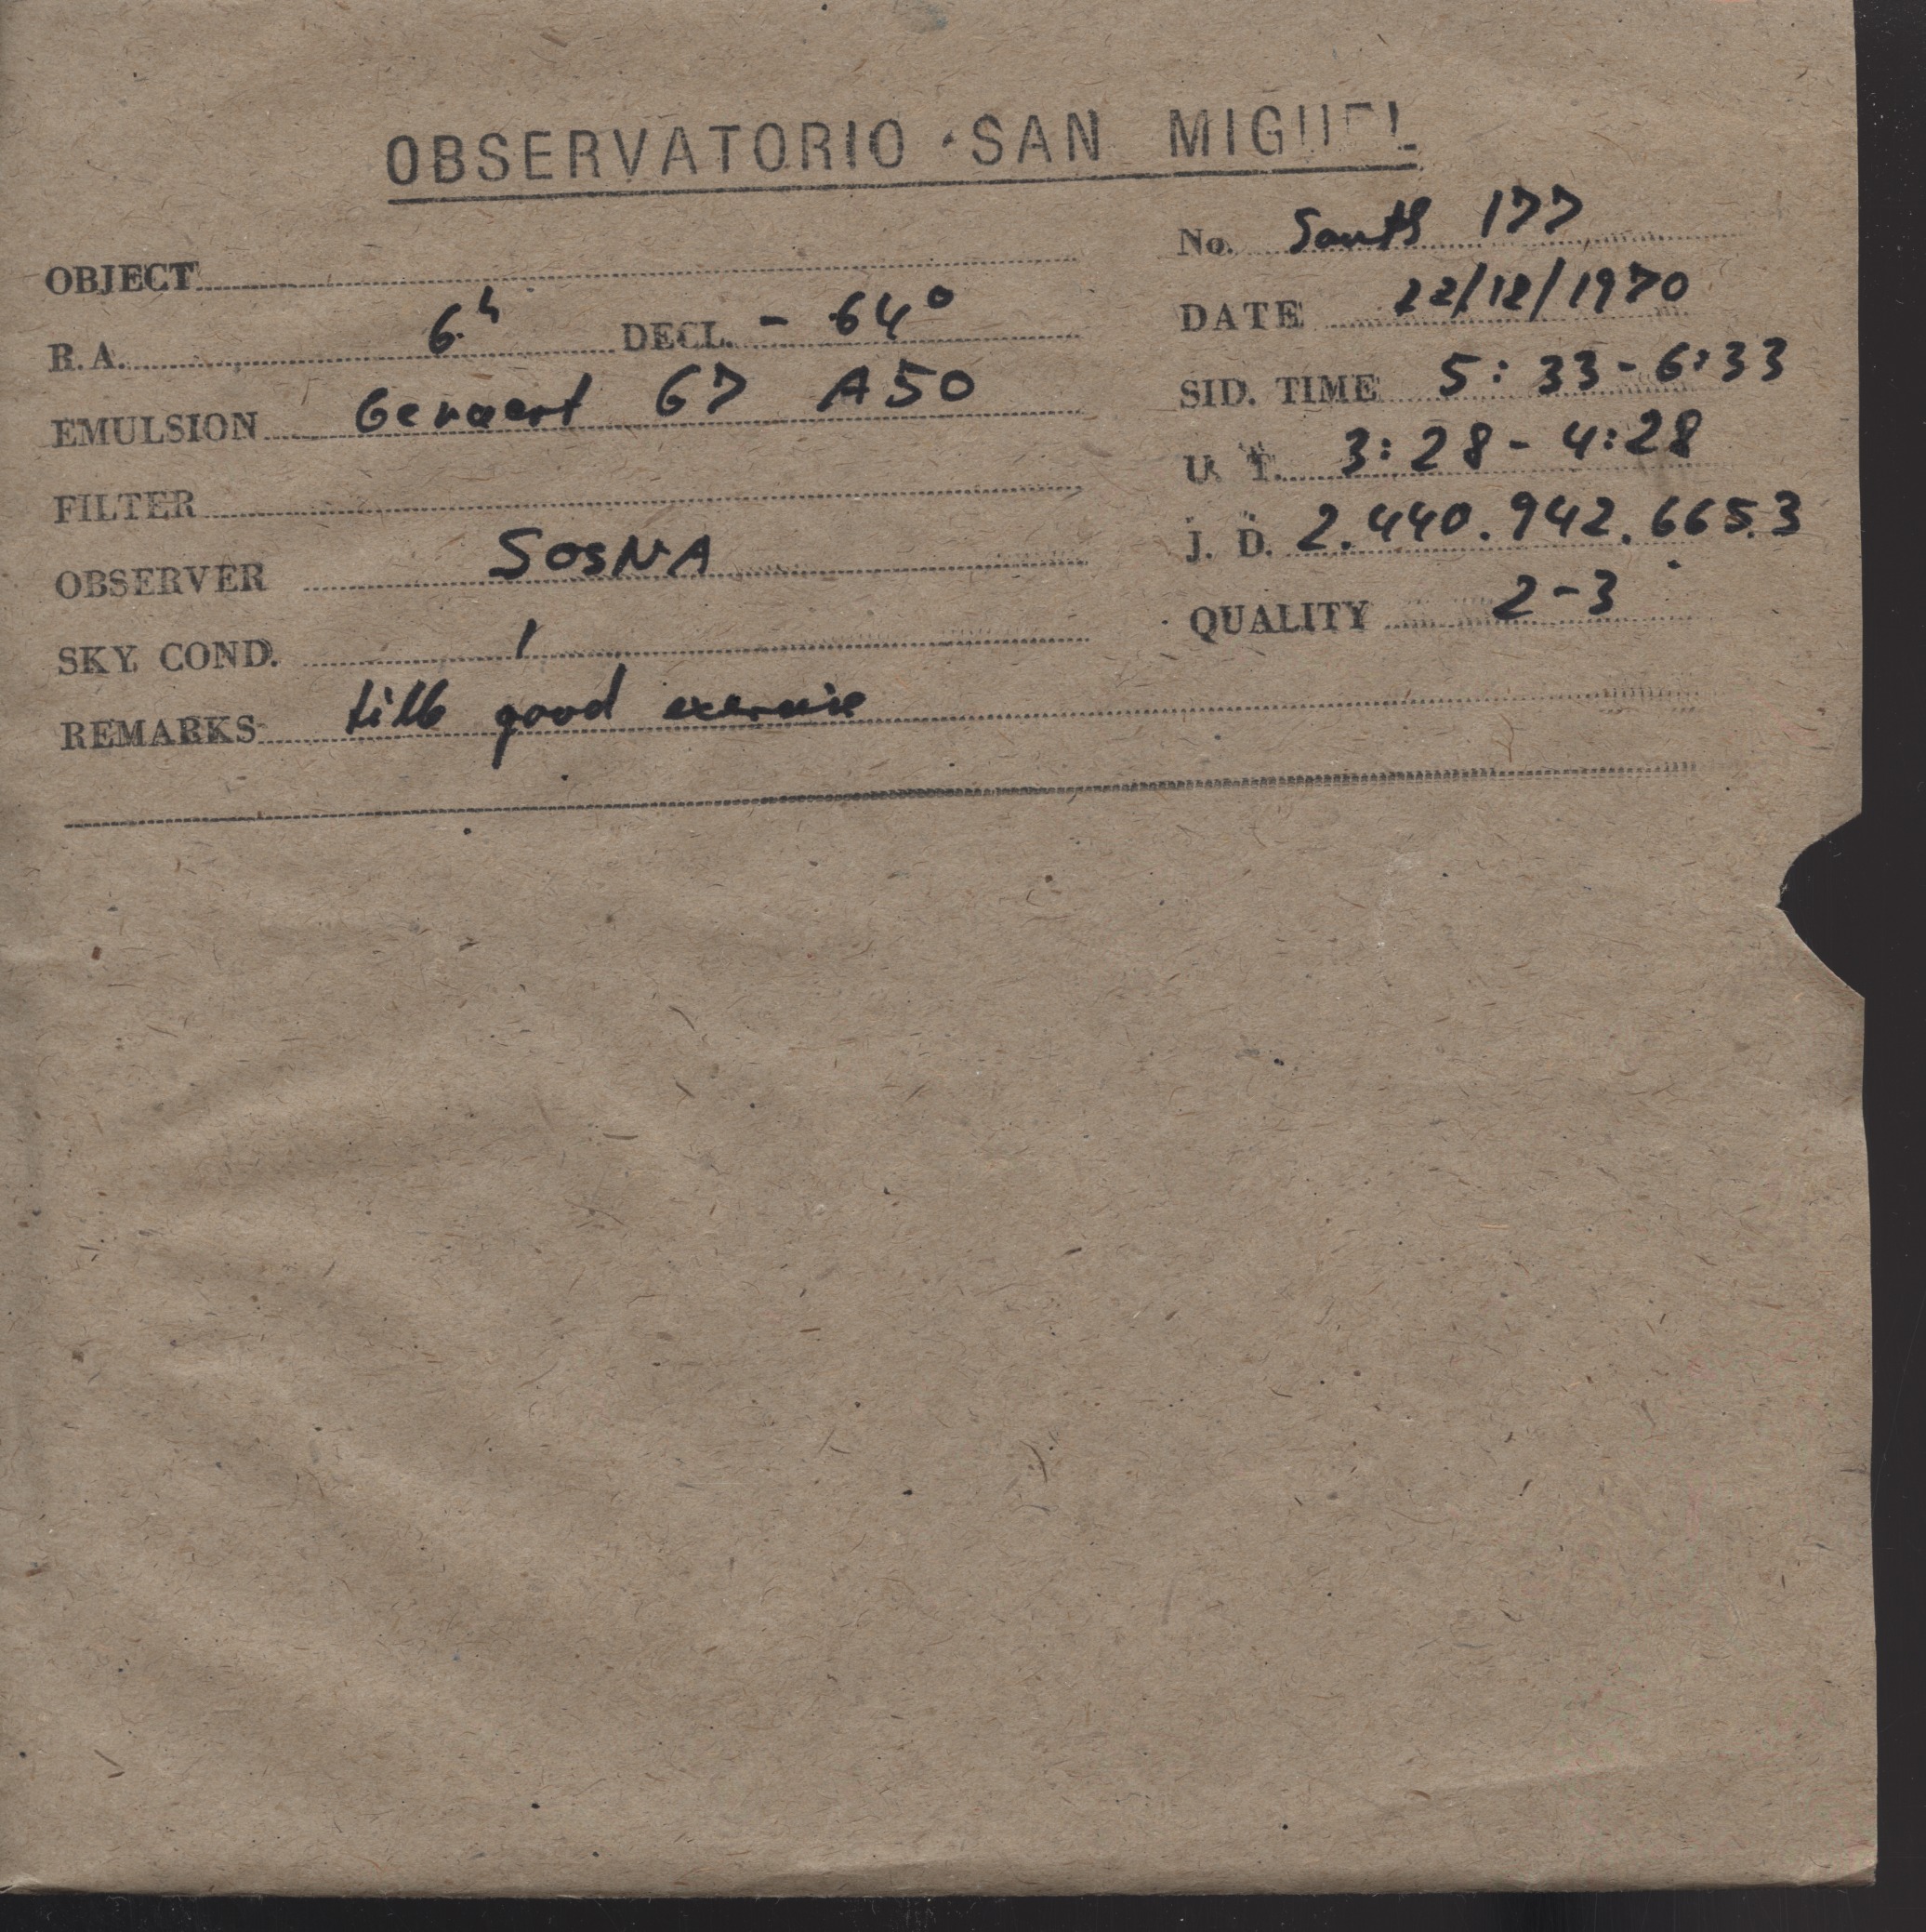 OBSERVATORIO · SAN MIGUEL
No. South 177
OBJECT
DATE 22/12/1970
R.A. 6h DECL. - 64°
SID. TIME 5:33-6:33
EMULSION Gevaert 67 A50
U. T. 3:28-4:28
FILTER
J. D. 2.440.942.6653
OBSERVER SOSNA
QUALITY 2-3
SKY COND. 1
REMARKS good